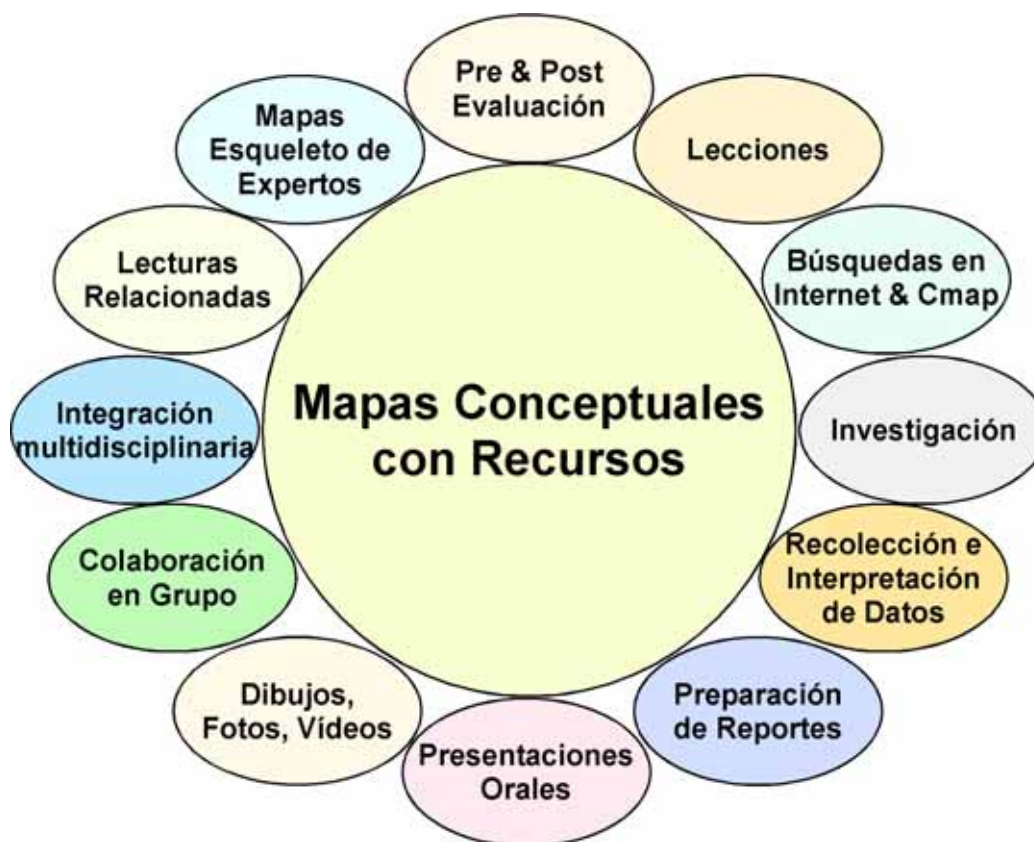 Pre & Post
Evaluación
Lecciones
Búsquedas en
Internet & Cmap
Investigación
Recolección e
Interpretación
de Datos
Preparación
de Reportes
Presentaciones
Orales
Dibujos,
Fotos, Vídeos
Colaboración
en Grupo
Integración
multidisciplinaria
Lecturas
Relacionadas
Mapas
Esqueleto de
Expertos
Mapas Conceptuales
con Recursos